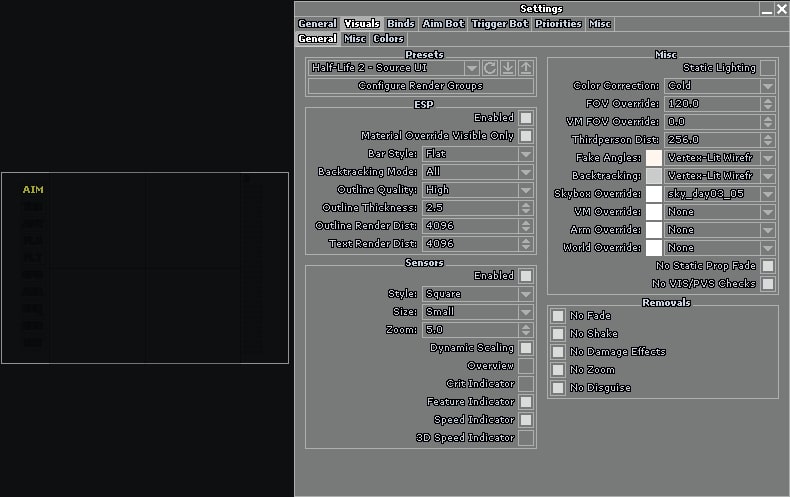 AIM
Settings
General Visuals Binds Aim Bot Trigger Bot Priorities Misc
General Misc Colors
Presets
Half-Life 2 - Source UI
Configure Render Groups
ESP
Enabled
Material Override Visible Only
Bar Style: Flat
Backtracking Mode: All
Outline Quality: High
Outline Thickness: 2.5
Outline Render Dist: 4096
Text Render Dist: 4096
Sensors
Enabled
Style: Square
Size: Small
Zoom: 5.0
Dynamic Scaling
Overview
Crit Indicator
Feature Indicator
Speed Indicator
3D Speed Indicator
Misc
Static Lighting
Color Correction: Cold
FOV Override: 120.0
VM FOV Override: 0.0
Thirdperson Dist: 256.0
Fake Angles: Vertex-Lit Wirefr
Backtracking: Vertex-Lit Wirefr
Skybox Override: sky_day03_05
VM Override: None
Arm Override: None
World Override: None
No Static Prop Fade
No VIS/PVS Checks
Removals
No Fade
No Shake
No Damage Effects
No Zoom
No Disguise